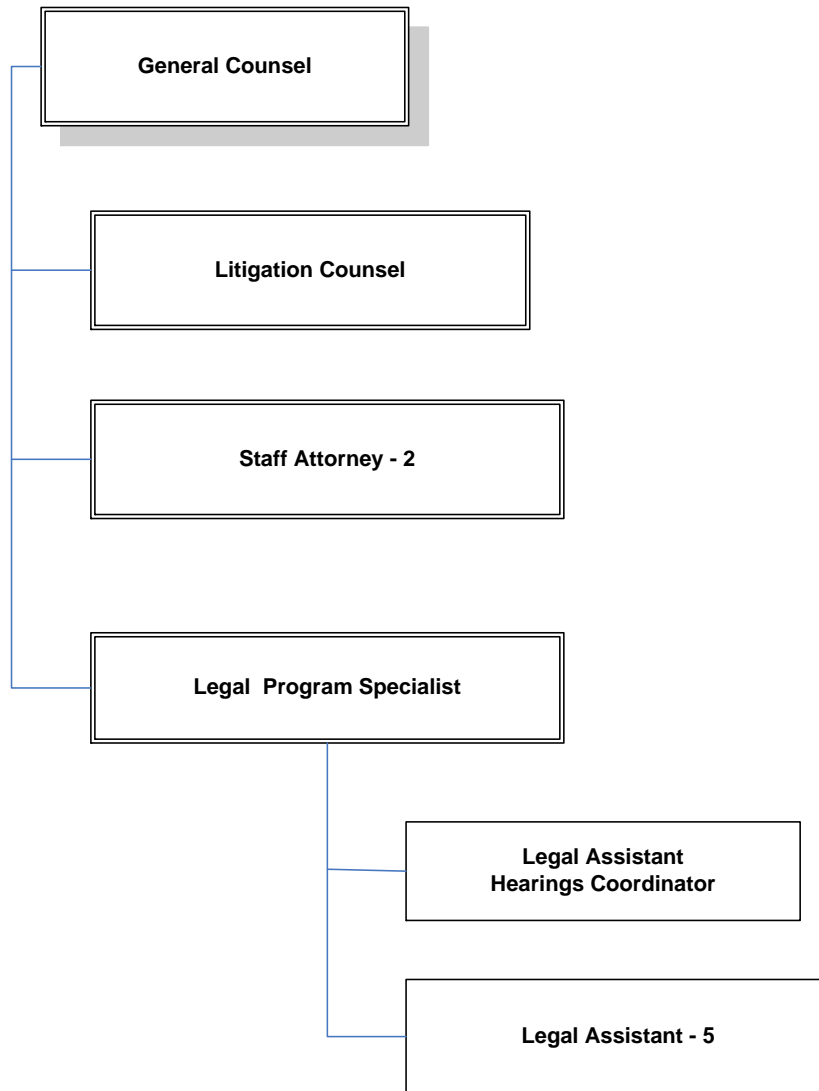 General Counsel
Litigation Counsel
Staff Attorney - 2
Legal  Program Specialist
Legal Assistant
Hearings Coordinator
Legal Assistant - 5